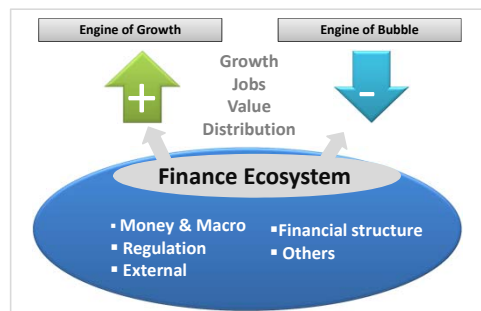 Engine of Growth
Engine of Bubble
+
-
Growth
Jobs
Value
Distribution
Finance Ecosystem
▪ Money & Macro
▪ Regulation
▪ External
▪Financial structure
▪ Others